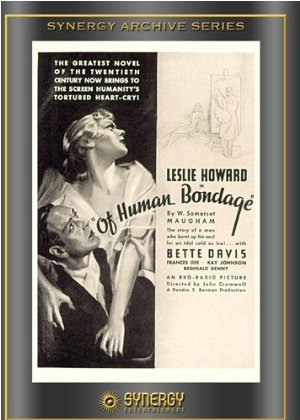 SYNERGY ARCHIVE SERIES
THE GREATEST NOVEL
OF THE TWENTIETH
CENTURY NOW BRINGS TO
THE SCREEN HUMANITY'S
TORTURED HEART-CRY!
LESLIE HOWARD
IN
"Of Human Bondage"
By W. Somerset
MAUGHAM
The story of a man
who burnt up his soul
for an idol cold as ice!...with
BETTE DAVIS
FRANCES DEE - KAY JOHNSON
REGINALD DENNY
AN RKO-RADIO PICTURE
Directed by John Cromwell
A Pandro S. Berman Production
SYNERGY
ENTERTAINMENT